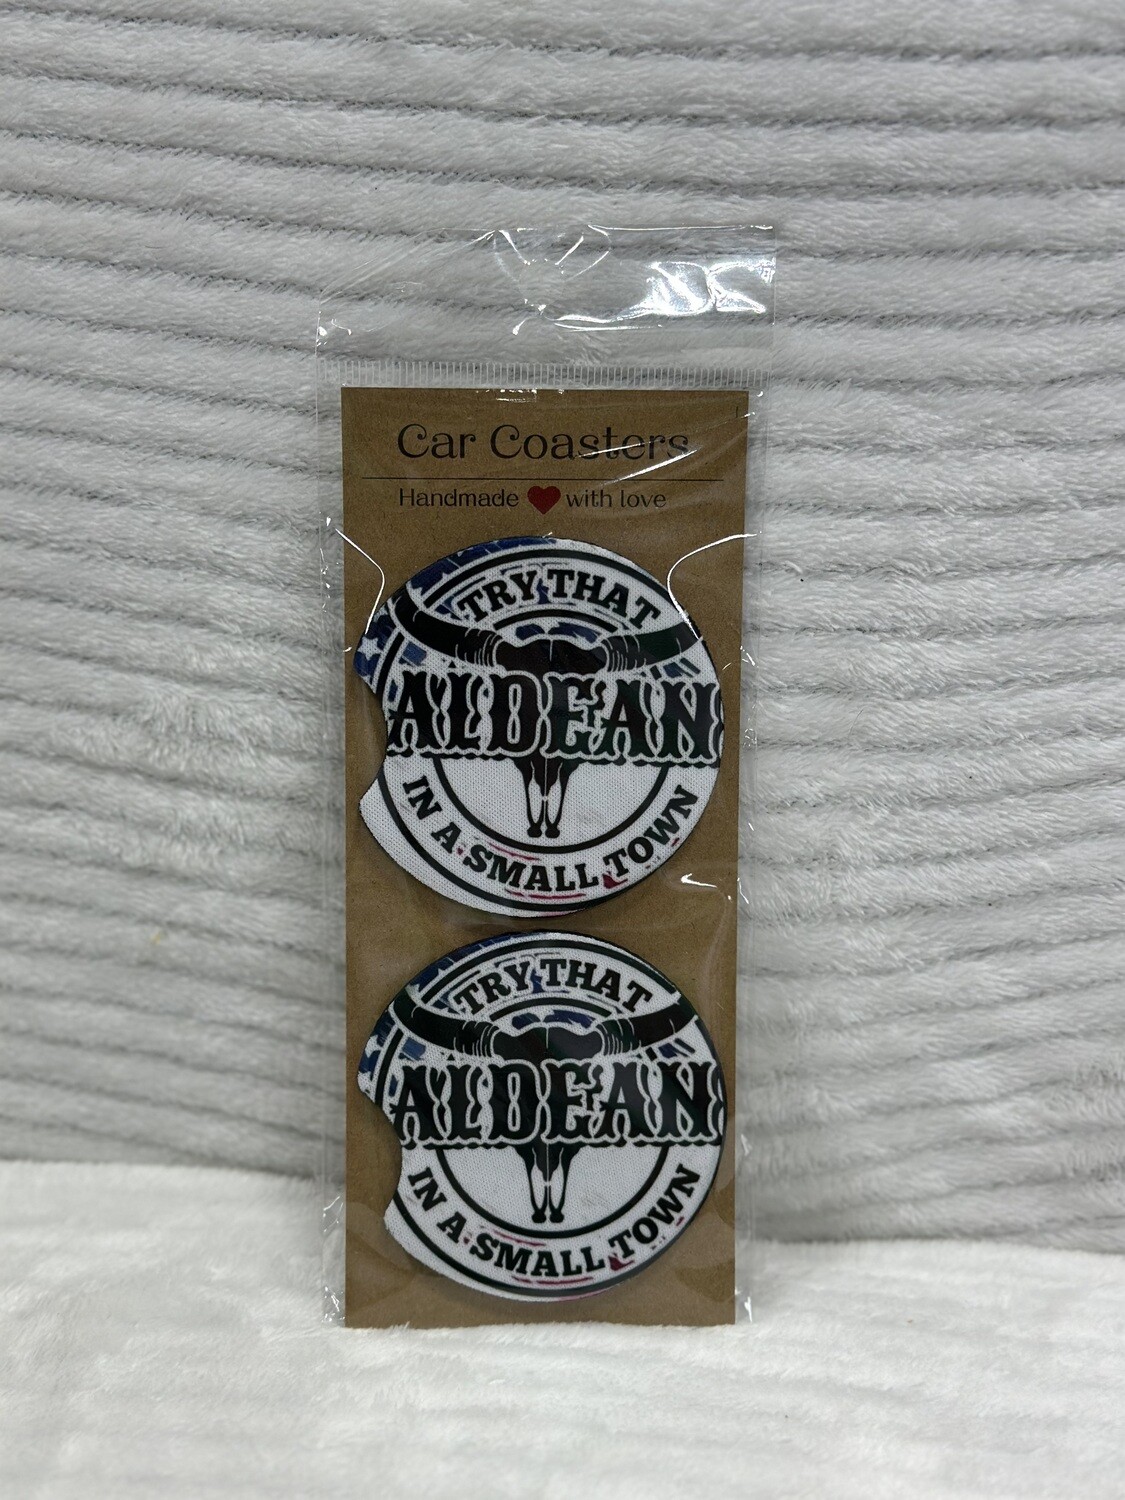 Car Coasters
Handmade with love
TRY THAT
ALDEAN
IN A SMALL TOWN
TRY THAT
ALDEAN
IN A SMALL TOWN